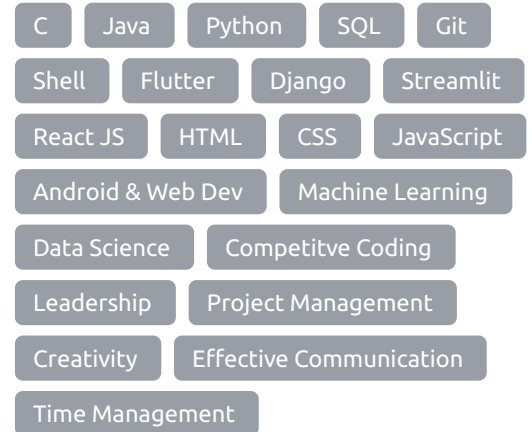 C Java Python SQL Git
Shell Flutter Django Streamlit
React JS HTML CSS JavaScript
Android & Web Dev Machine Learning
Data Science Competitve Coding
Leadership Project Management
Creativity Effective Communication
Time Management